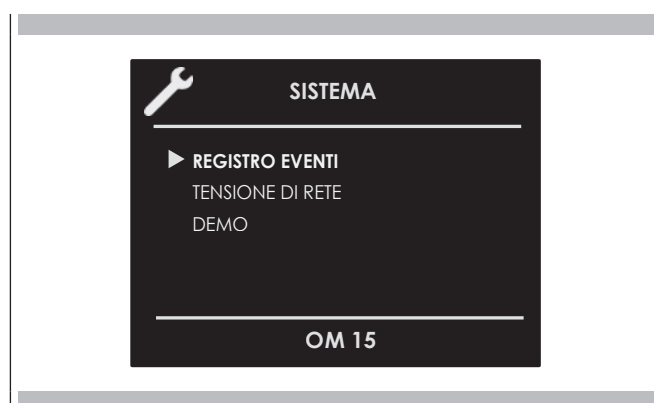 SISTEMA
REGISTRO EVENTI
TENSIONE DI RETE
DEMO
OM 15